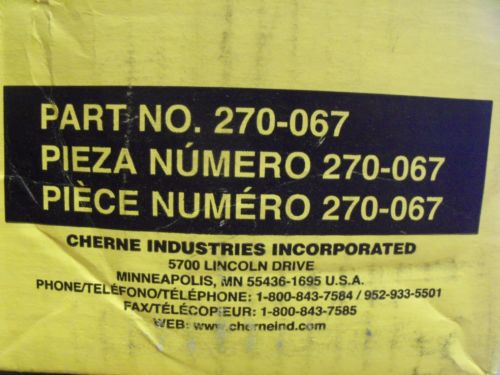 PART NO. 270-067
PIEZA NÚMERO 270-067
PIÈCE NUMÉRO 270-067
CHERNE INDUSTRIES INCORPORATED
5700 LINCOLN DRIVE
MINNEAPOLIS, MN 55436-1695 U.S.A.
PHONE/TELÉFONO/TÉLÉPHONE: 1-800-843-7584 / 952-933-5501
FAX/TÉLÉCOPIEUR: 1-800-843-7585
WEB: www.cherneind.com